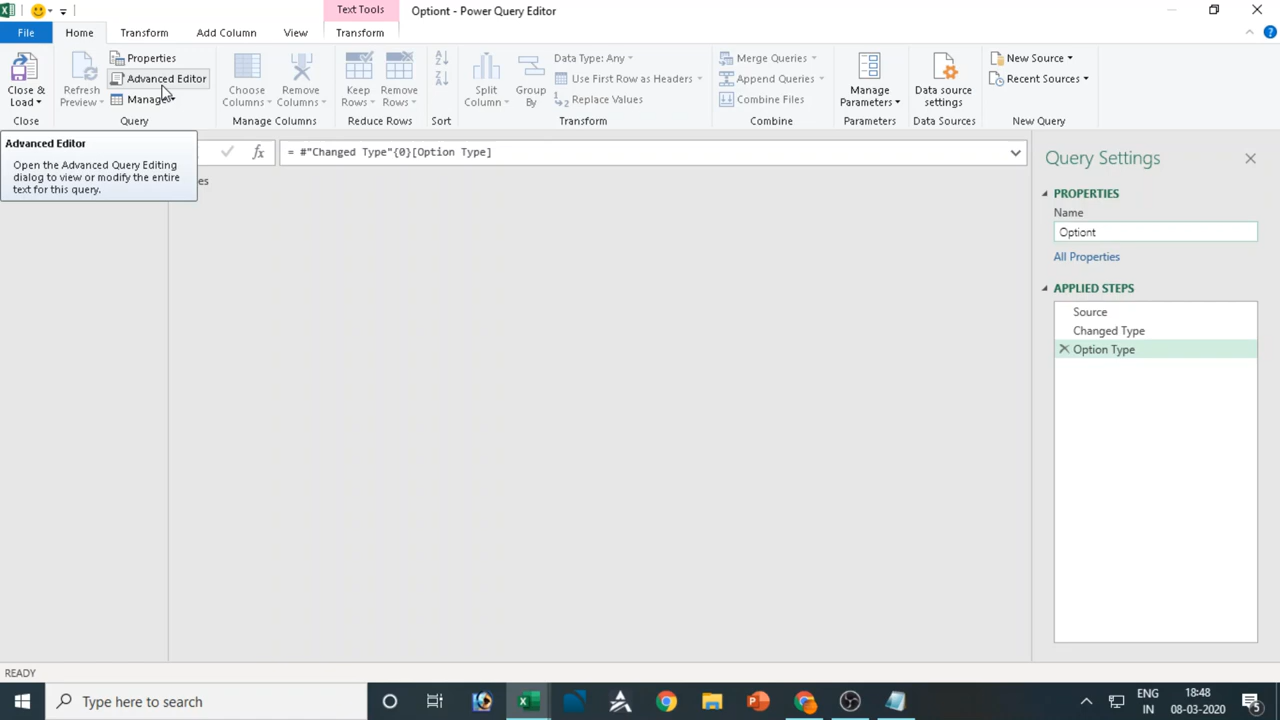 Text Tools
Optiont - Power Query Editor
File
Home
Transform
Add Column
View
Transform
Close &
Load
Close
Refresh
Preview
Properties
Advanced Editor
Manage
Query
Choose
Columns
Remove
Columns
Manage Columns
Keep
Rows
Remove
Rows
Reduce Rows
Sort
Split
Column
Group
By
Data Type: Any
Use First Row as Headers
Replace Values
Transform
Merge Queries
Append Queries
Combine Files
Combine
Manage
Parameters
Parameters
Data source
settings
Data Sources
New Source
Recent Sources
New Query
Advanced Editor
Open the Advanced Query Editing
dialog to view or modify the entire
text for this query.
fx
= #"Changed Type"{0}[Option Type]
es
Query Settings
PROPERTIES
Name
Optiont
All Properties
APPLIED STEPS
Source
Changed Type
Option Type
READY
Type here to search
ENG
IN
18:48
08-03-2020
5